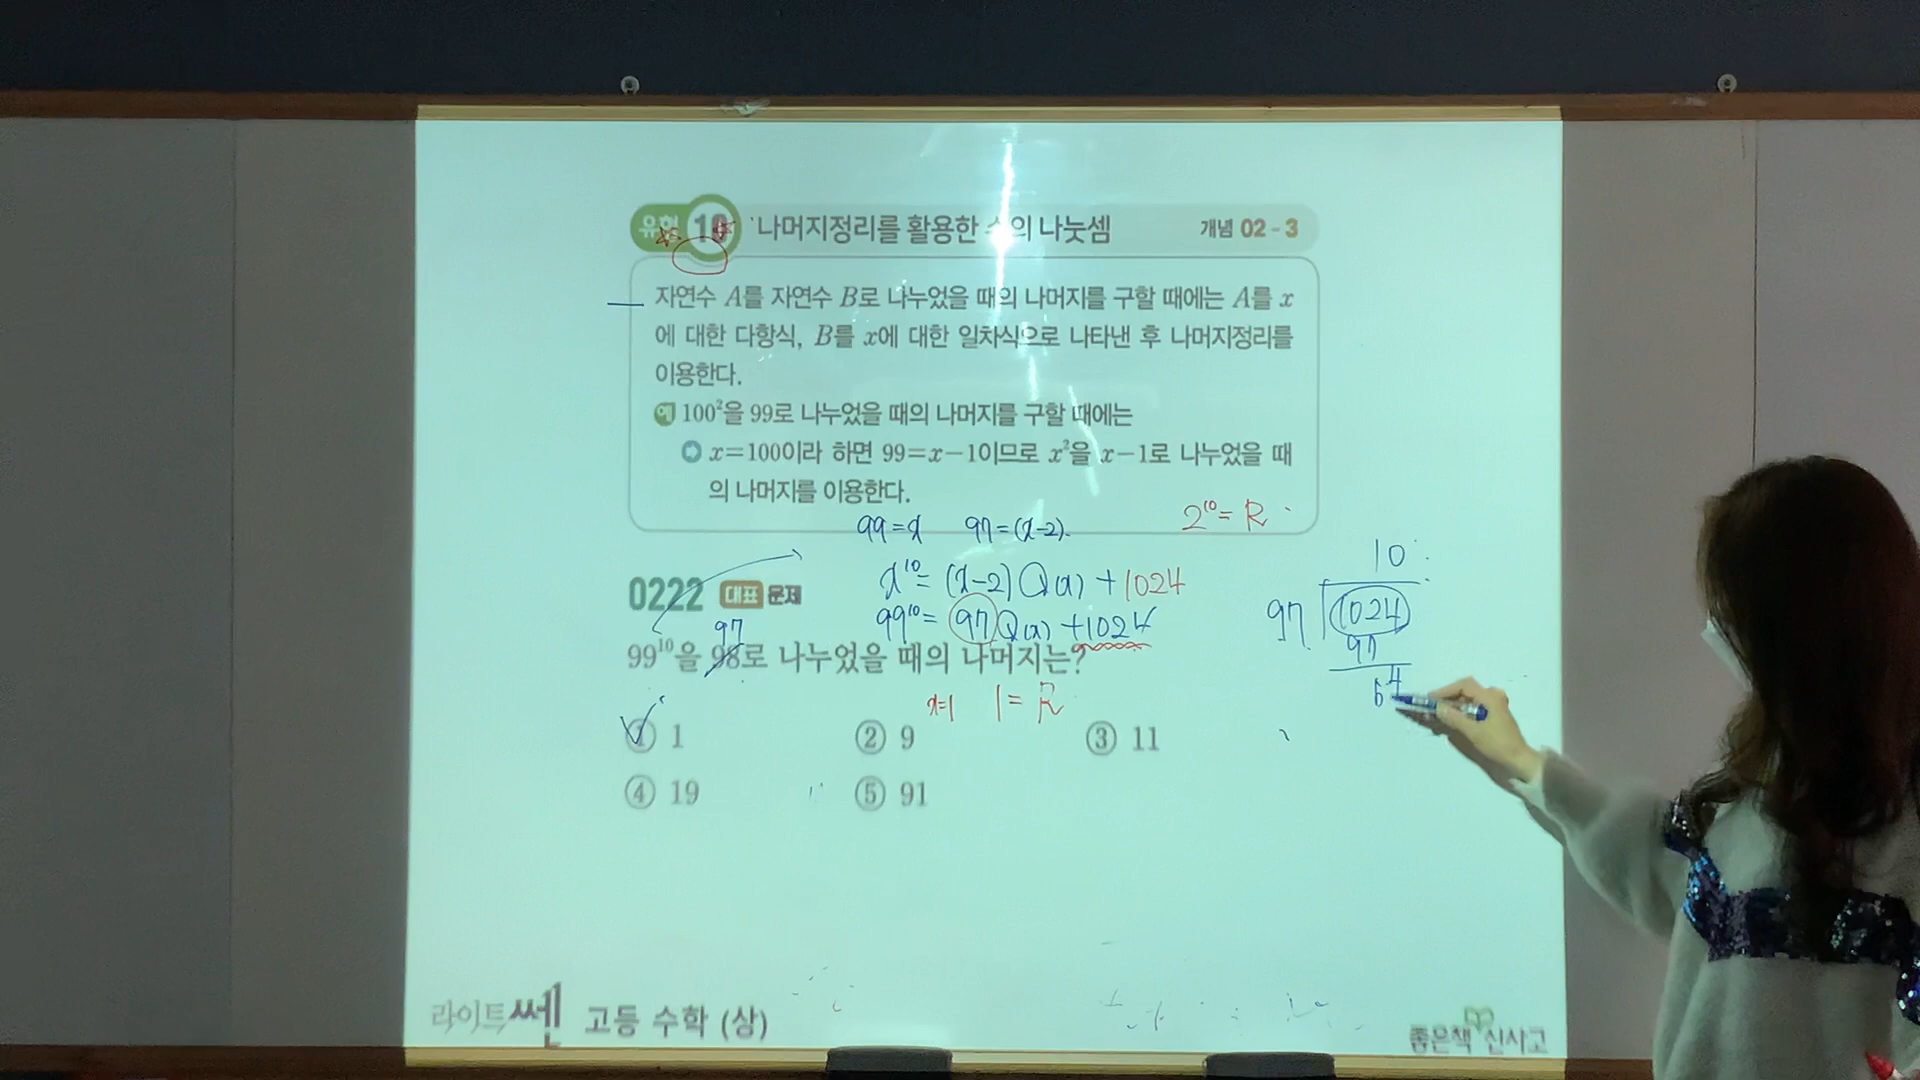 유형 나머지정리를 활용한 수의 나눗셈 개념 02-3
자연수 A를 자연수 B로 나누었을 때의 나머지를 구할 때에는 A를 x
에 대한 다항식, B를 x에 대한 일차식으로 나타낸 후 나머지정리를
이용한다.
예 100²을 99로 나누었을 때의 나머지를 구할 때에는
x=100이라 하면 99=x-1이므로 x²을 x-1로 나누었을 때
의 나머지를 이용한다.
99=x 97=(x-2).
2¹⁰=R
0222 대표 문제
x¹⁰=(x-2)Q(x)+1024
99¹⁰=97Q(x)+1024
97
99¹⁰을 98로 나누었을 때의 나머지는?
x=1 1=R
① 1 ② 9 ③ 11
④ 19 ⑤ 91
10
97 1024
97
54
라이트쎈 고등 수학 (상)
좋은책 신사고